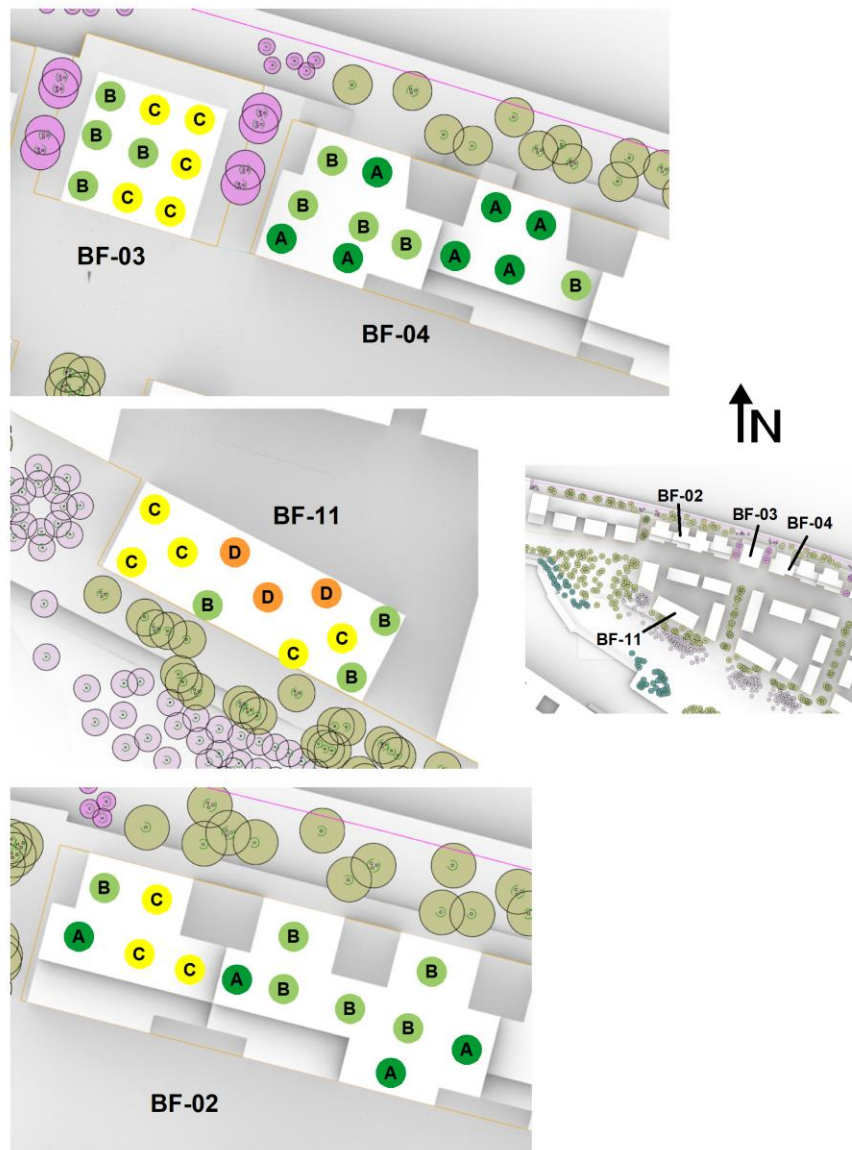 B C C
B B C
B C C
BF-03
B A
B B B
A A
A A
A A B
BF-04
N
C BF-11
C C D
D D
B B
C C
B
BF-02
BF-03
BF-04
BF-11
B C
A C C
A B
B B
B B
A A
BF-02